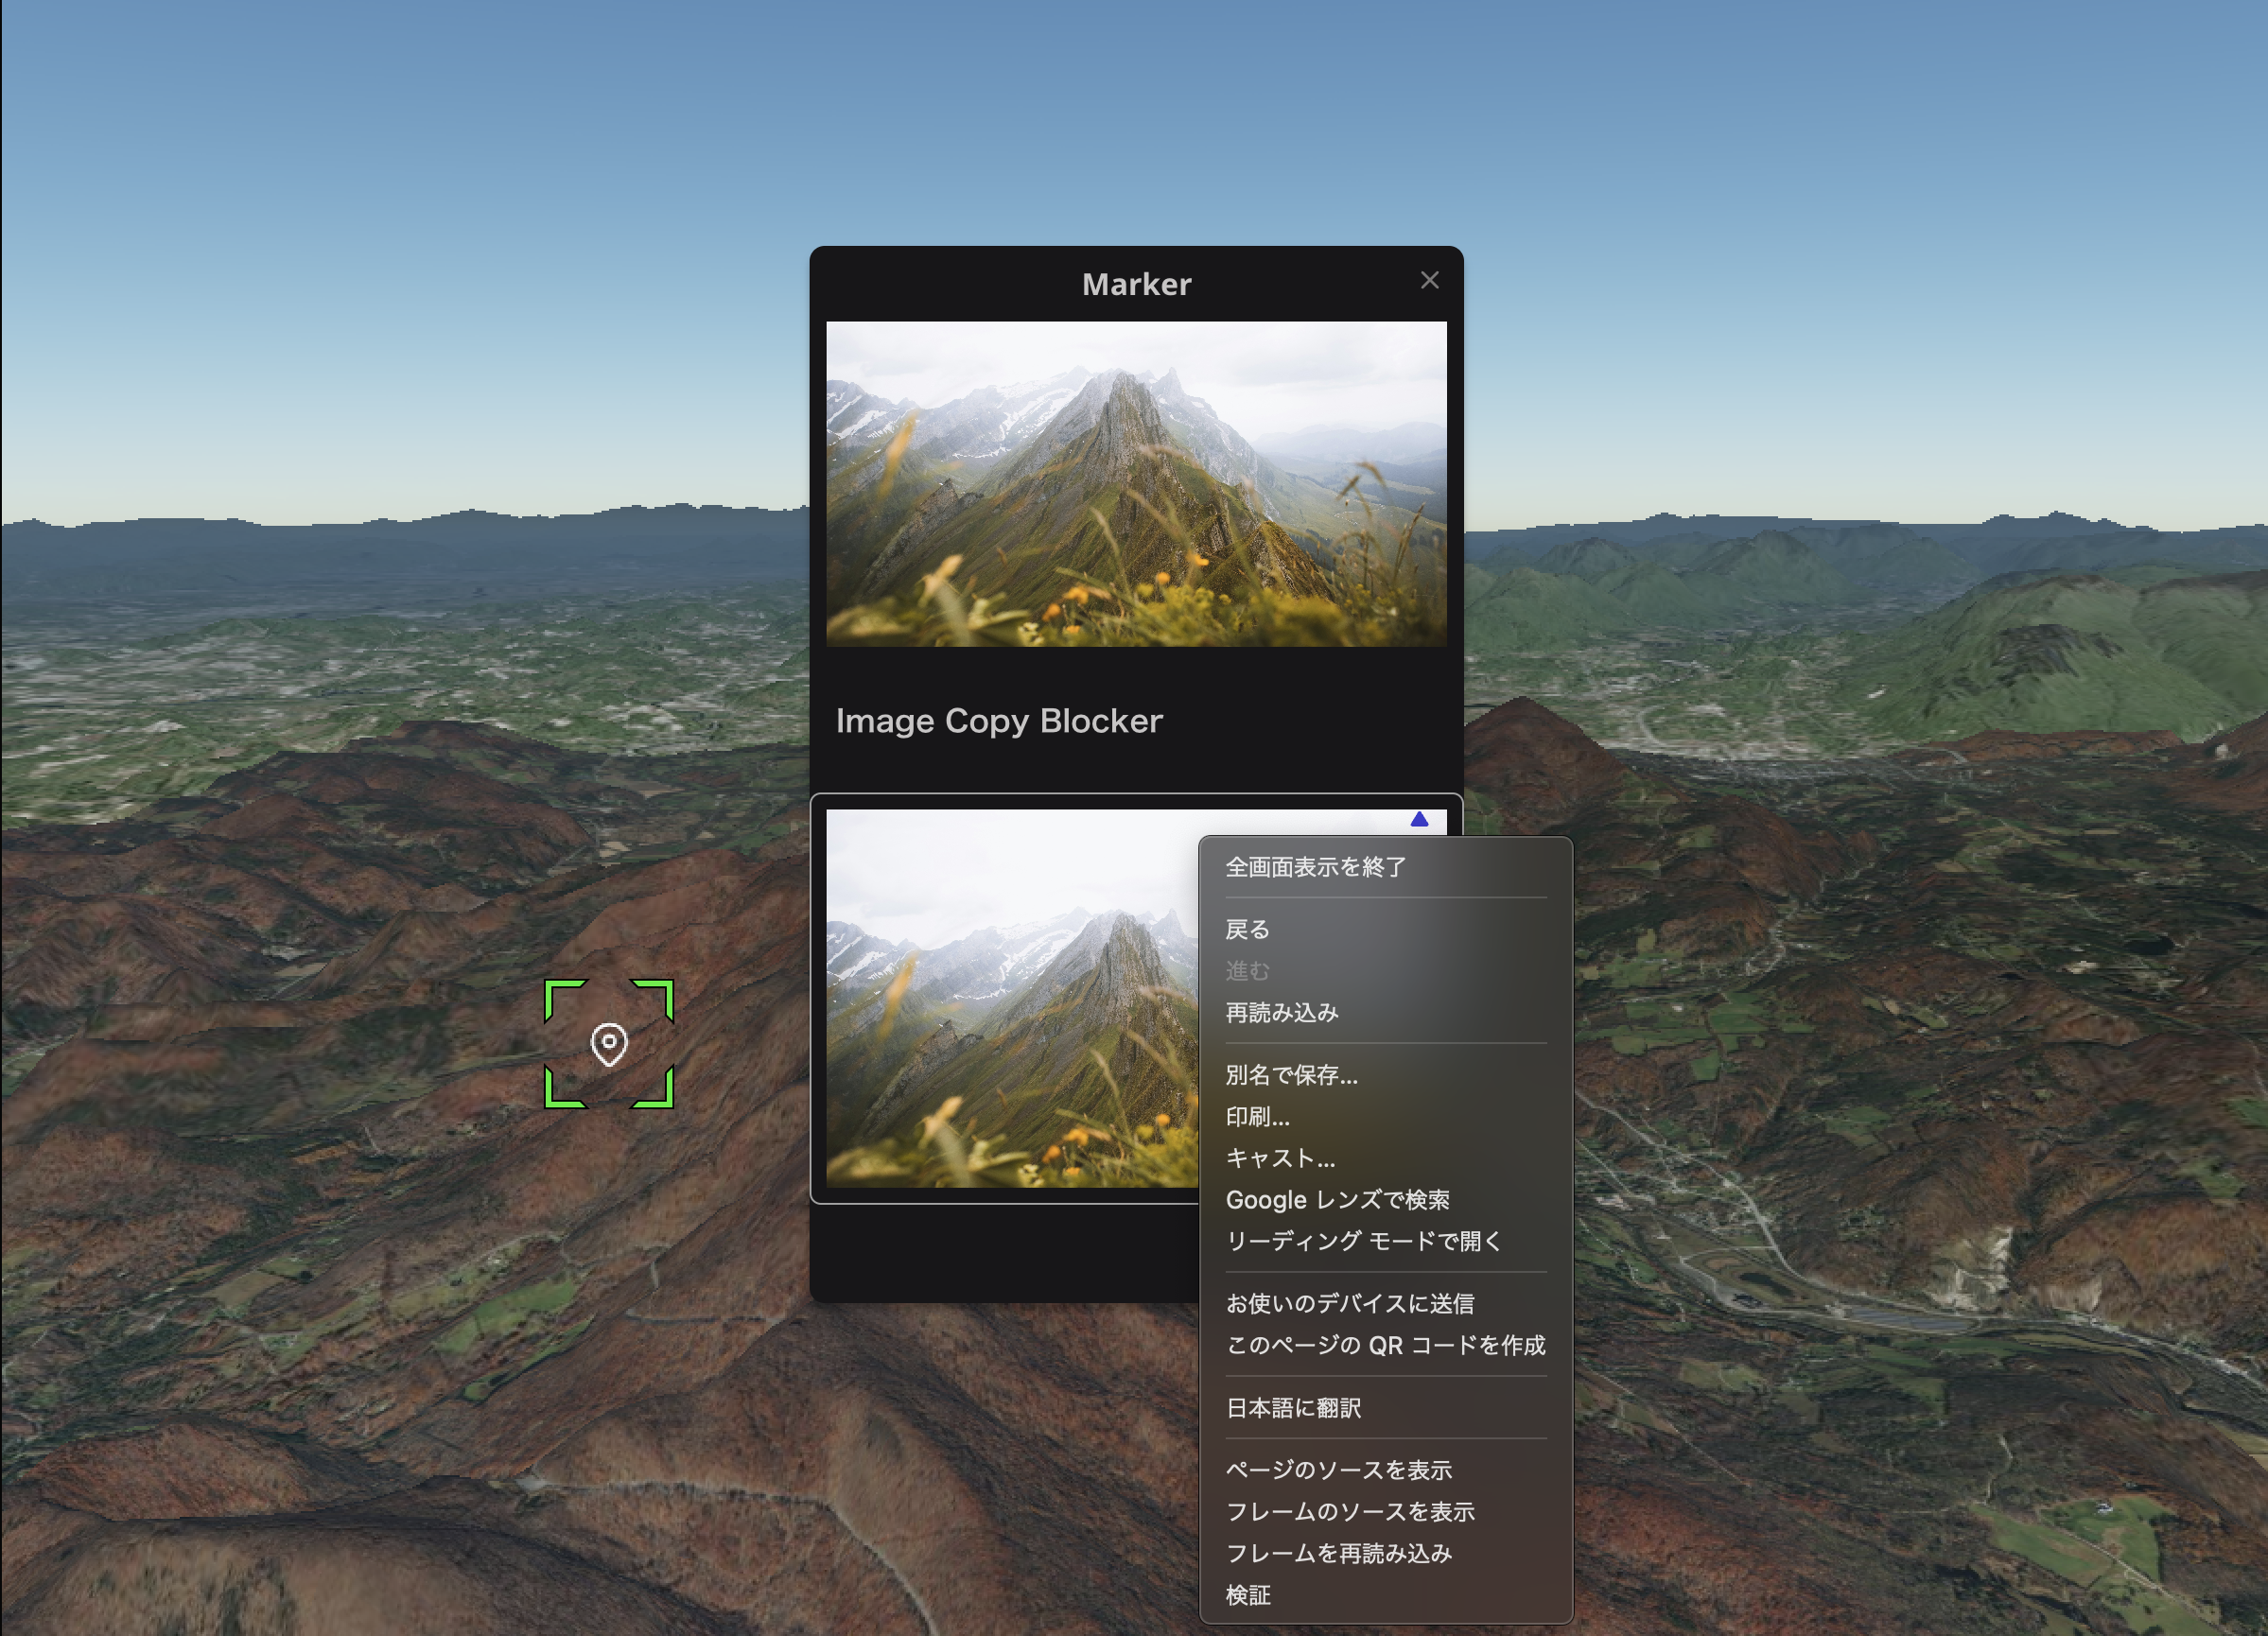 Marker
Image Copy Blocker
全画面表示を終了
戻る
進む
再読み込み
別名で保存...
印刷...
キャスト...
Google レンズで検索
リーディング モードで開く
お使いのデバイスに送信
このページの QR コードを作成
日本語に翻訳
ページのソースを表示
フレームのソースを表示
フレームを再読み込み
検証